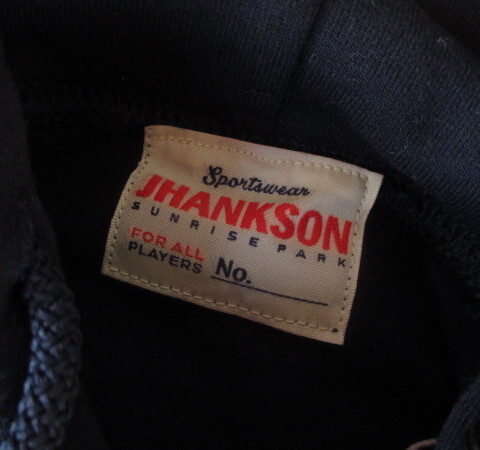 Sportswear
JHANKSON
SUNRISE PARK
FOR ALL
PLAYERS No.